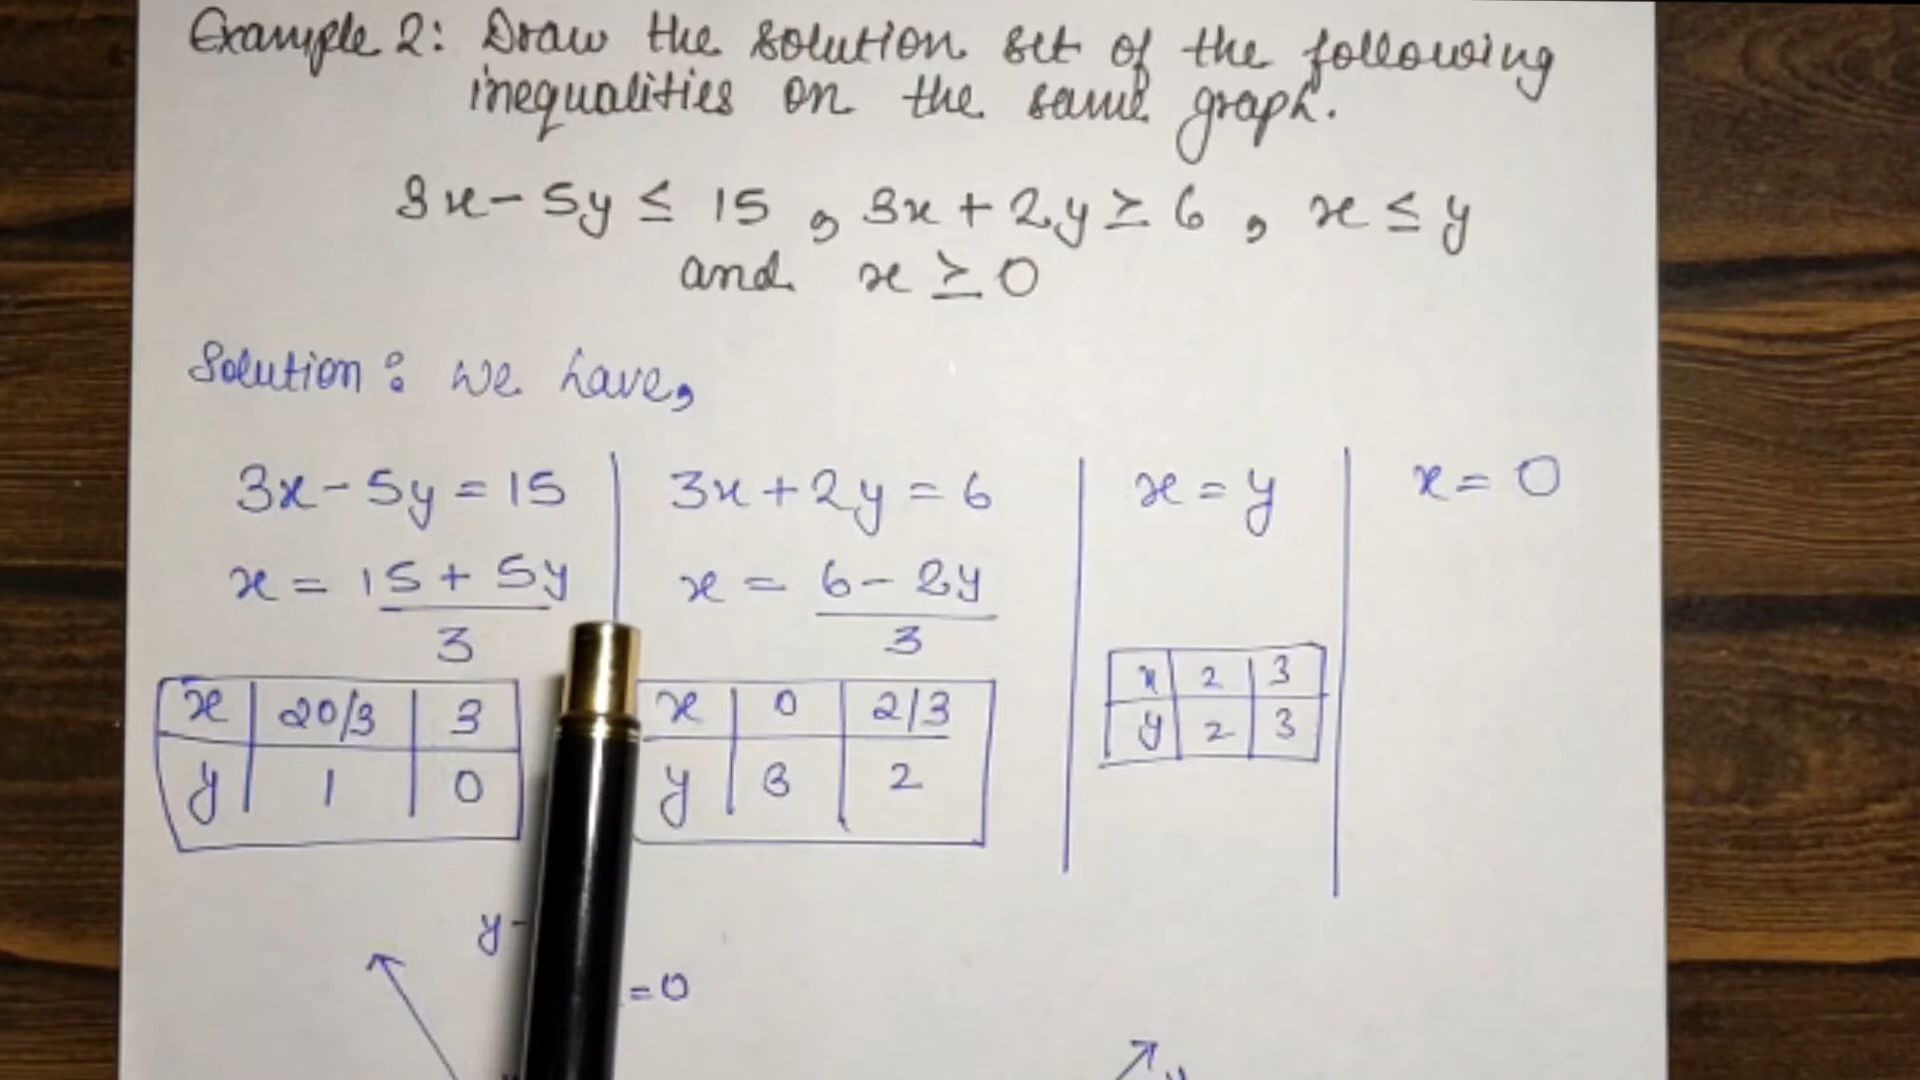 Example 2: Draw the solution set of the following
inequalities on the same graph.
3x - 5y ≤ 15 , 3x + 2y ≥ 6 , x ≤ y
and x ≥ 0
Solution : We have,
3x - 5y = 15
x = 15 + 5y
3
x 20/3 3
y 1 0
3x + 2y = 6
x = 6 - 2y
3
x 0 2/3
y 3 2
x = y
x 2 3
y 2 3
x = 0
y
= 0